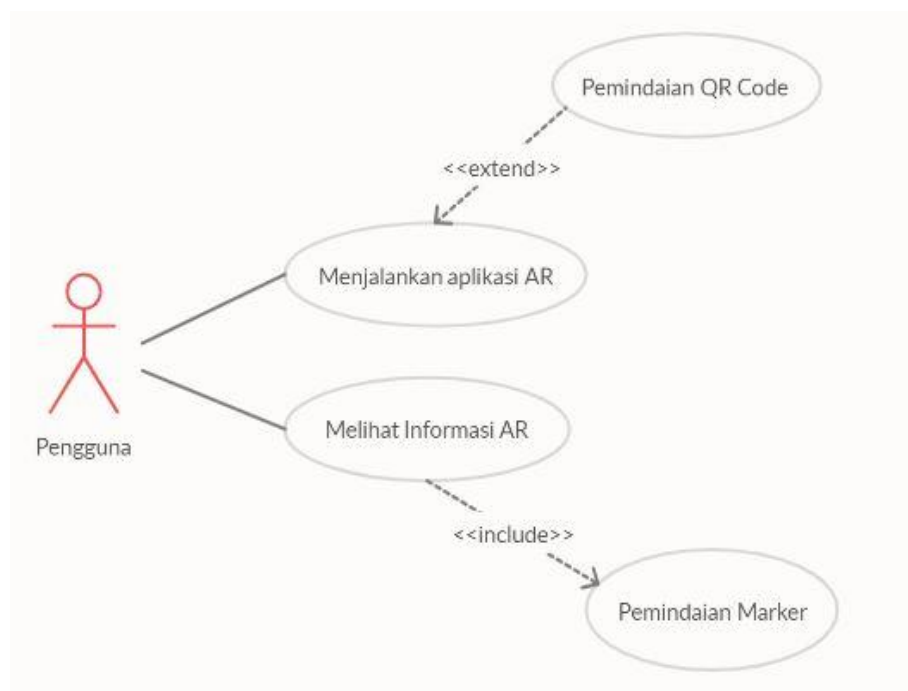 Pemindaian QR Code
<<extend>>
Menjalankan aplikasi AR
Pengguna
Melihat Informasi AR
<<include>>
Pemindaian Marker